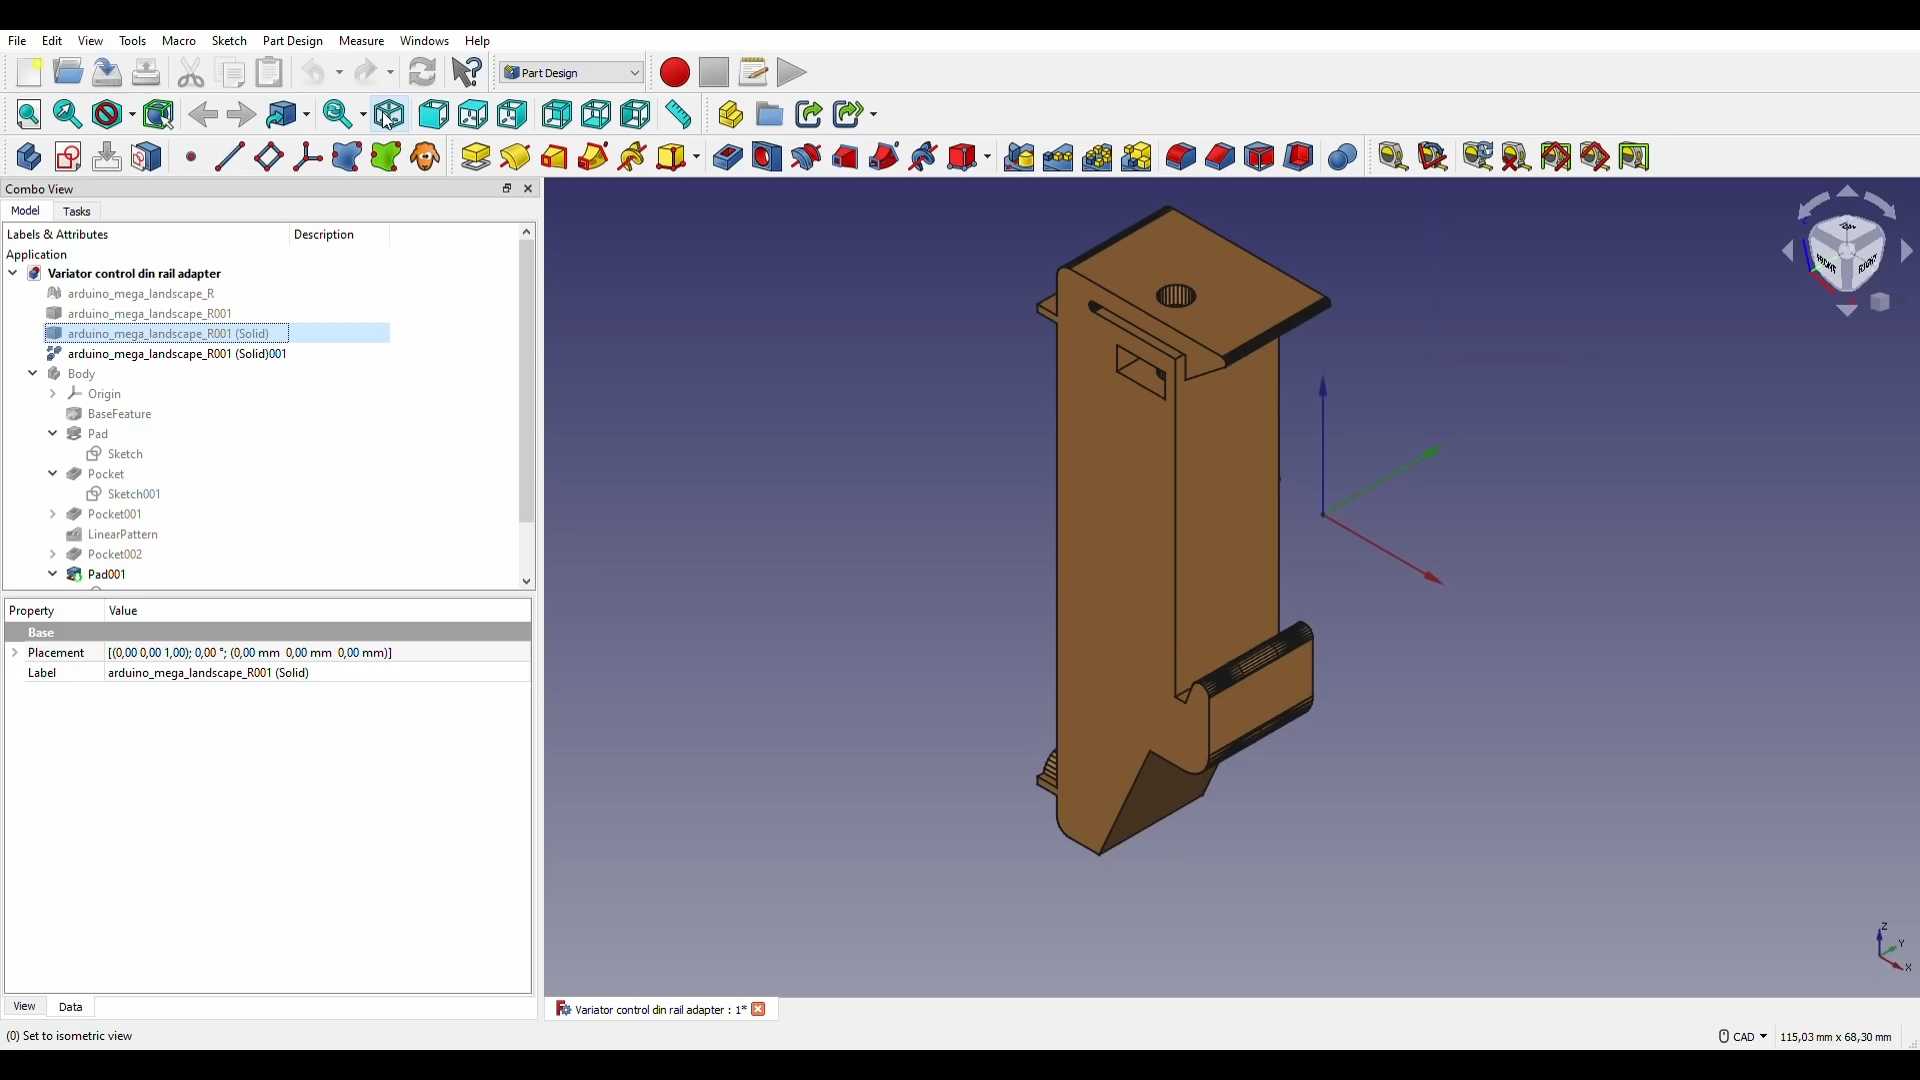 File Edit View Tools Macro Sketch Part Design Measure Windows Help
Part Design
Combo View
Model Tasks
Labels & Attributes Description
Application
Variator control din rail adapter
arduino_mega_landscape_R
arduino_mega_landscape_R001
arduino_mega_landscape_R001 (Solid)
arduino_mega_landscape_R001 (Solid)001
Body
Origin
BaseFeature
Pad
Sketch
Pocket
Sketch001
Pocket001
LinearPattern
Pocket002
Pad001
Property Value
Base
Placement [(0,00 0,00 1,00); 0,00 °; (0,00 mm 0,00 mm 0,00 mm)]
Label arduino_mega_landscape_R001 (Solid)
View Data
TOP
RIGHT
Z
Y
X
Variator control din rail adapter : 1*
(0) Set to isometric view
CAD
115,03 mm x 68,30 mm